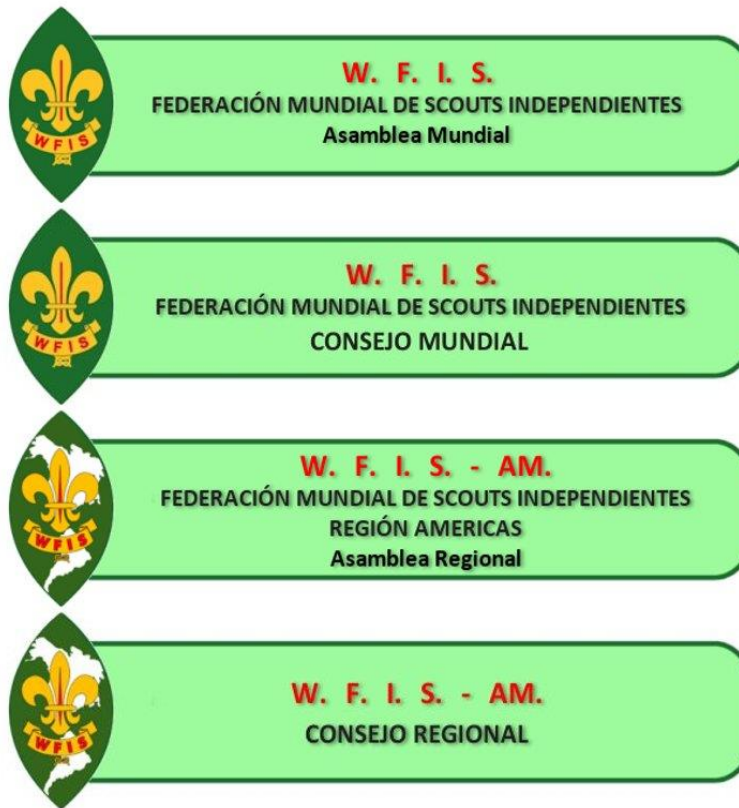 W. F. I. S.
FEDERACIÓN MUNDIAL DE SCOUTS INDEPENDIENTES
Asamblea Mundial
WFIS
W. F. I. S.
FEDERACIÓN MUNDIAL DE SCOUTS INDEPENDIENTES
CONSEJO MUNDIAL
WFIS
W. F. I. S. - AM.
FEDERACIÓN MUNDIAL DE SCOUTS INDEPENDIENTES
REGIÓN AMERICAS
Asamblea Regional
WFIS
W. F. I. S. - AM.
CONSEJO REGIONAL
WFIS